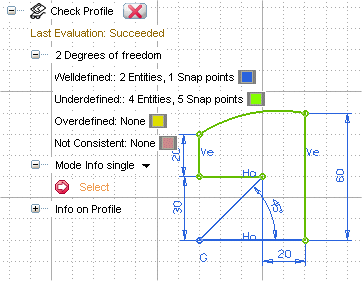 Check Profile
Last Evaluation: Succeeded
2 Degrees of freedom
Welldefined:: 2 Entities, 1 Snap points
Underdefined:: 4 Entities, 5 Snap points
Overdefined: None
Not Consistent: None
Mode Info single
Select
Info on Profile
Ve
Ve
20
Ho
60
30
45°
Ho
20
G